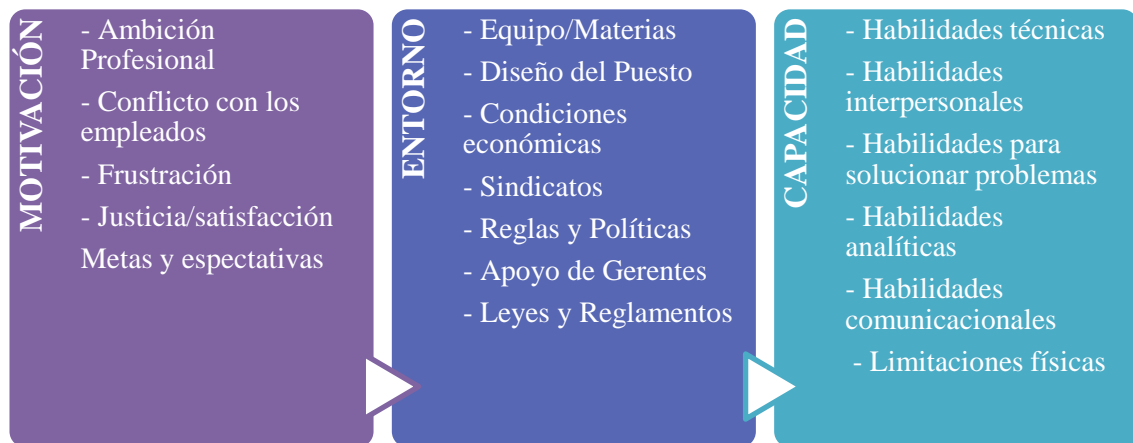 MOTIVACIÓN
- Ambición
Profesional
- Conflicto con los
empleados
- Frustración
- Justicia/satisfacción
Metas y espectativas
ENTORNO
- Equipo/Materias
- Diseño del Puesto
- Condiciones
económicas
- Sindicatos
- Reglas y Políticas
- Apoyo de Gerentes
- Leyes y Reglamentos
CAPACIDAD
- Habilidades técnicas
- Habilidades
interpersonales
- Habilidades para
solucionar problemas
- Habilidades
analíticas
- Habilidades
comunicacionales
- Limitaciones físicas